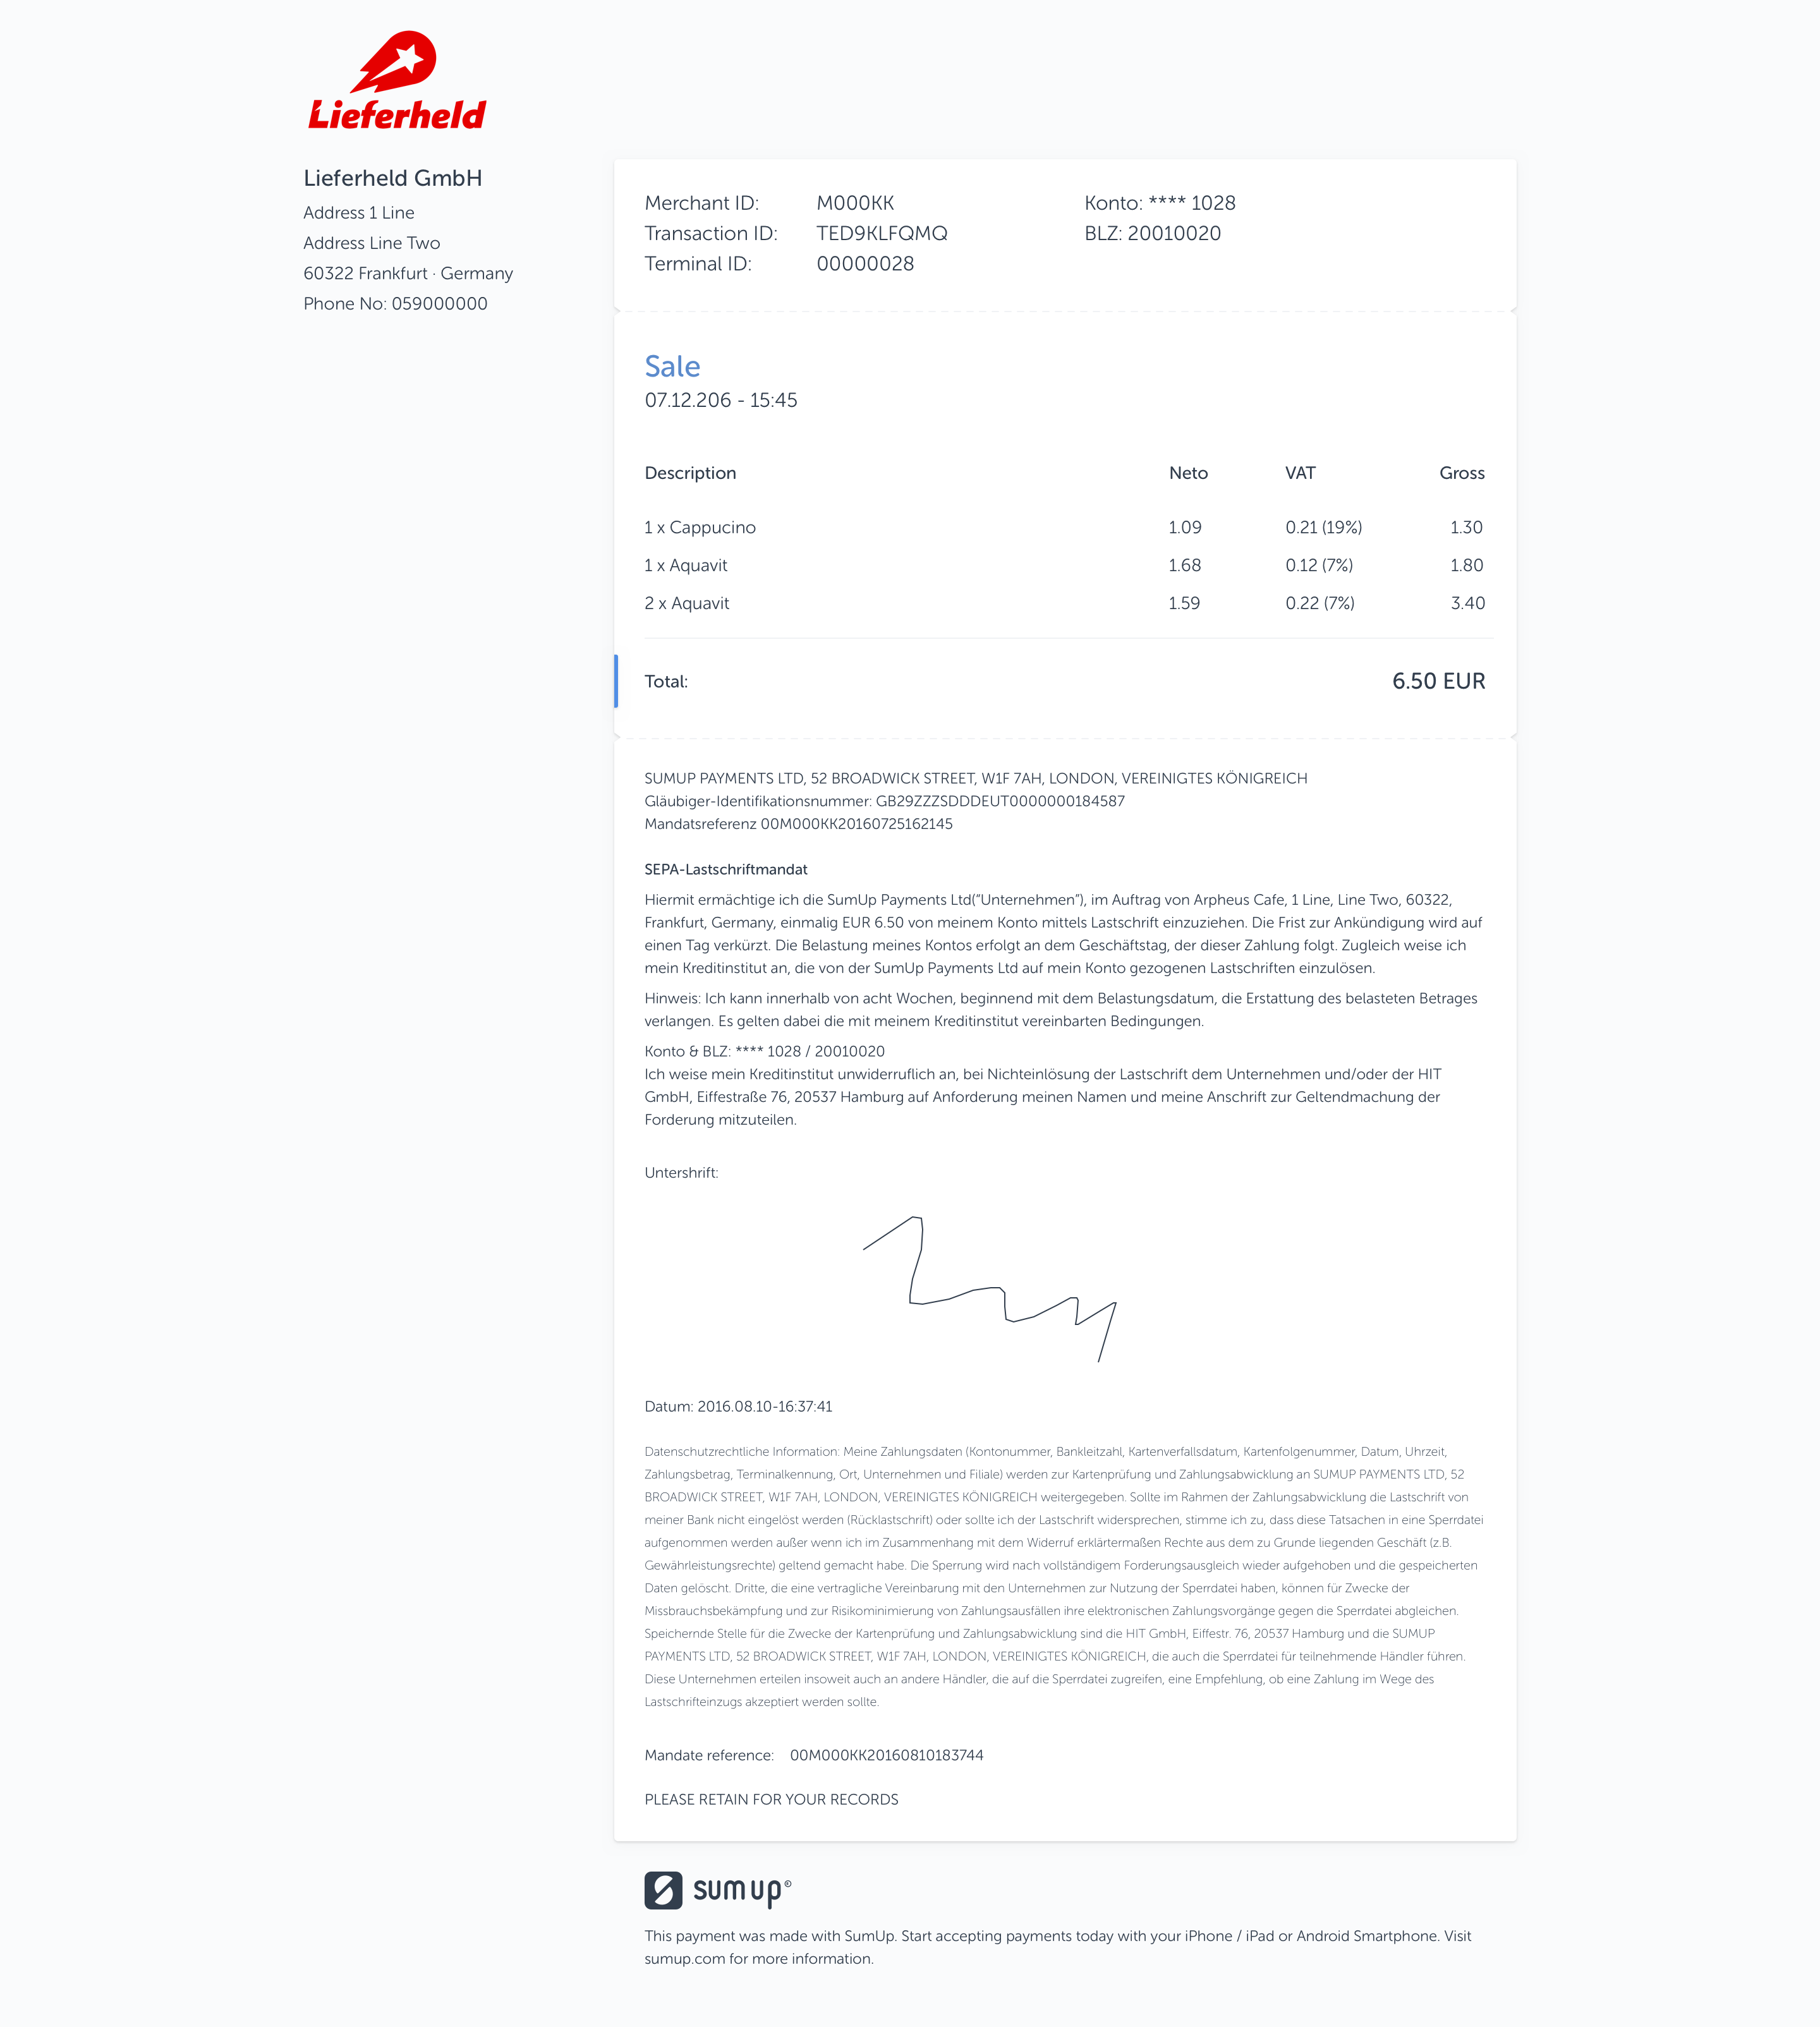 Lieferheld
Lieferheld GmbH
Address 1 Line
Address Line Two
60322 Frankfurt · Germany
Phone No: 059000000
Merchant ID: M000KK Konto: **** 1028
Transaction ID: TED9KLFQMQ BLZ: 20010020
Terminal ID: 00000028
Sale
07.12.206 - 15:45
Description Neto VAT Gross
1 x Cappucino 1.09 0.21 (19%) 1.30
1 x Aquavit 1.68 0.12 (7%) 1.80
2 x Aquavit 1.59 0.22 (7%) 3.40
Total: 6.50 EUR
SUMUP PAYMENTS LTD, 52 BROADWICK STREET, W1F 7AH, LONDON, VEREINIGTES KÖNIGREICH
Gläubiger-Identifikationsnummer: GB29ZZZSDDDEUT0000000184587
Mandatsreferenz 00M000KK20160725162145
SEPA-Lastschriftmandat
Hiermit ermächtige ich die SumUp Payments Ltd("Unternehmen"), im Auftrag von Arpheus Cafe, 1 Line, Line Two, 60322,
Frankfurt, Germany, einmalig EUR 6.50 von meinem Konto mittels Lastschrift einzuziehen. Die Frist zur Ankündigung wird auf
einen Tag verkürzt. Die Belastung meines Kontos erfolgt an dem Geschäftstag, der dieser Zahlung folgt. Zugleich weise ich
mein Kreditinstitut an, die von der SumUp Payments Ltd auf mein Konto gezogenen Lastschriften einzulösen.
Hinweis: Ich kann innerhalb von acht Wochen, beginnend mit dem Belastungsdatum, die Erstattung des belasteten Betrages
verlangen. Es gelten dabei die mit meinem Kreditinstitut vereinbarten Bedingungen.
Konto & BLZ: **** 1028 / 20010020
Ich weise mein Kreditinstitut unwiderruflich an, bei Nichteinlösung der Lastschrift dem Unternehmen und/oder der HIT
GmbH, Eiffestraße 76, 20537 Hamburg auf Anforderung meinen Namen und meine Anschrift zur Geltendmachung der
Forderung mitzuteilen.
Untershrift:
Datum: 2016.08.10-16:37:41
Datenschutzrechtliche Information: Meine Zahlungsdaten (Kontonummer, Bankleitzahl, Kartenverfallsdatum, Kartenfolgenummer, Datum, Uhrzeit,
Zahlungsbetrag, Terminalkennung, Ort, Unternehmen und Filiale) werden zur Kartenprüfung und Zahlungsabwicklung an SUMUP PAYMENTS LTD, 52
BROADWICK STREET, W1F 7AH, LONDON, VEREINIGTES KÖNIGREICH weitergegeben. Sollte im Rahmen der Zahlungsabwicklung die Lastschrift von
meiner Bank nicht eingelöst werden (Rücklastschrift) oder sollte ich der Lastschrift widersprechen, stimme ich zu, dass diese Tatsachen in eine Sperrdatei
aufgenommen werden außer wenn ich im Zusammenhang mit dem Widerruf erklärtermaßen Rechte aus dem zu Grunde liegenden Geschäft (z.B.
Gewährleistungsrechte) geltend gemacht habe. Die Sperrung wird nach vollständigem Forderungsausgleich wieder aufgehoben und die gespeicherten
Daten gelöscht. Dritte, die eine vertragliche Vereinbarung mit den Unternehmen zur Nutzung der Sperrdatei haben, können für Zwecke der
Missbrauchsbekämpfung und zur Risikominimierung von Zahlungsausfällen ihre elektronischen Zahlungsvorgänge gegen die Sperrdatei abgleichen.
Speichernde Stelle für die Zwecke der Kartenprüfung und Zahlungsabwicklung sind die HIT GmbH, Eiffestr. 76, 20537 Hamburg und die SUMUP
PAYMENTS LTD, 52 BROADWICK STREET, W1F 7AH, LONDON, VEREINIGTES KÖNIGREICH, die auch die Sperrdatei für teilnehmende Händler führen.
Diese Unternehmen erteilen insoweit auch an andere Händler, die auf die Sperrdatei zugreifen, eine Empfehlung, ob eine Zahlung im Wege des
Lastschrifteinzugs akzeptiert werden sollte.
Mandate reference: 00M000KK20160810183744
PLEASE RETAIN FOR YOUR RECORDS
sumup©
This payment was made with SumUp. Start accepting payments today with your iPhone / iPad or Android Smartphone. Visit
sumup.com for more information.